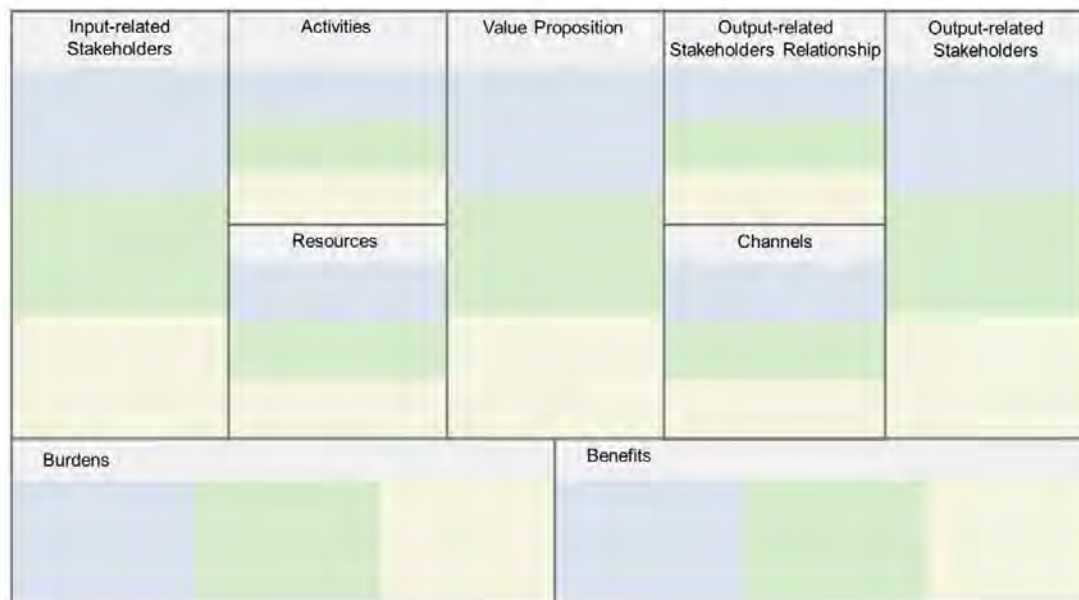 Input-related
Stakeholders
Activities
Value Proposition
Output-related
Stakeholders Relationship
Output-related
Stakeholders
Resources
Channels
Burdens
Benefits